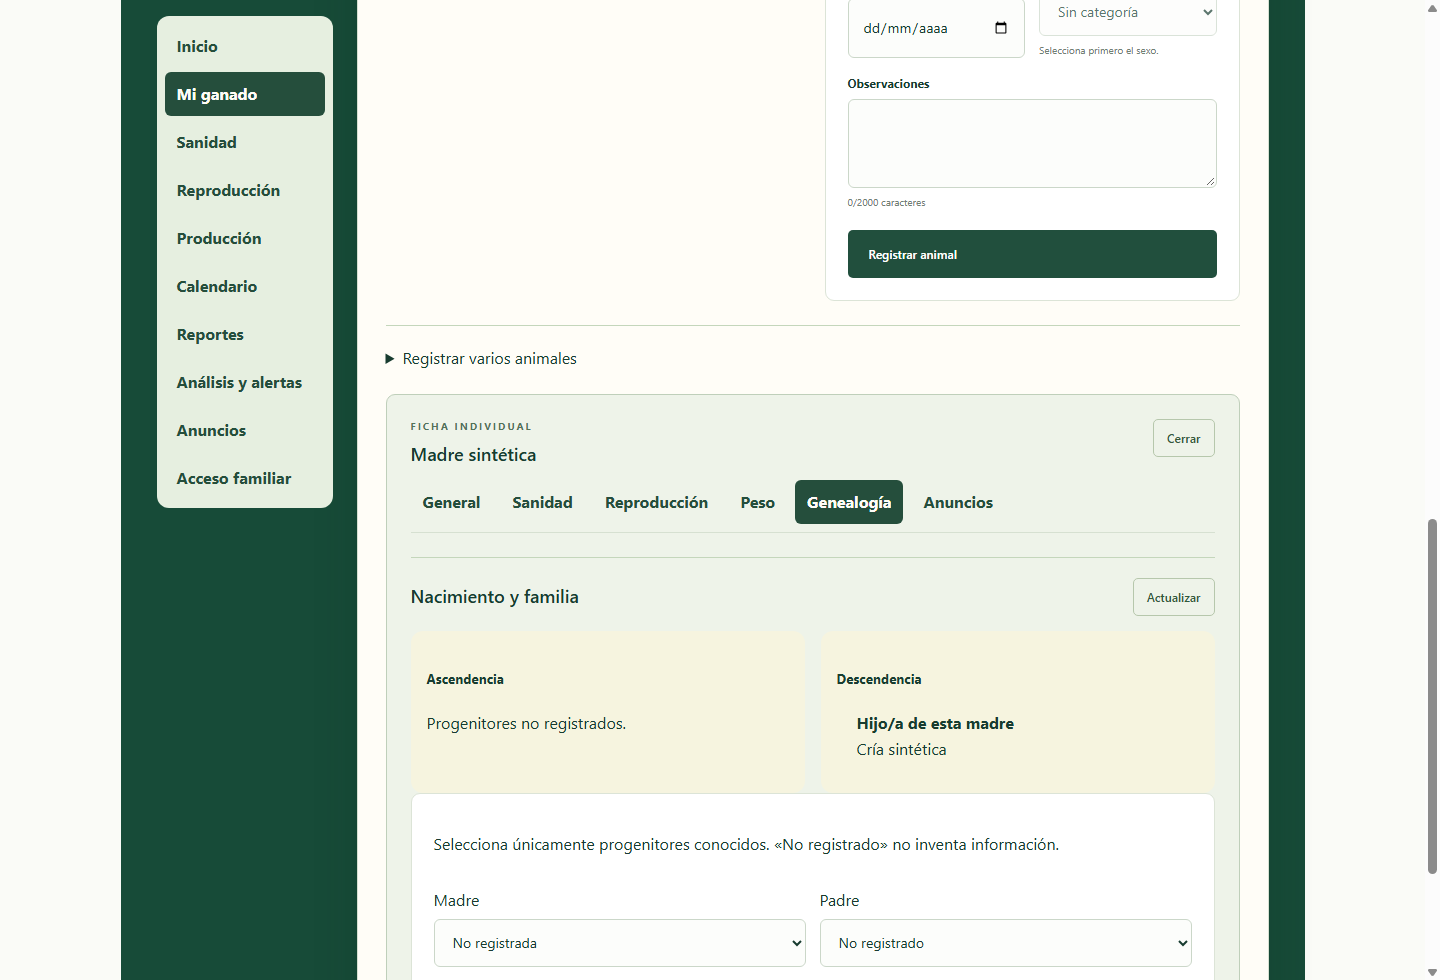 Inicio
Mi ganado
Sanidad
Reproducción
Producción
Calendario
Reportes
Análisis y alertas
Anuncios
Acceso familiar
dd/mm/aaaa
Sin categoría
Selecciona primero el sexo.
Observaciones
0/2000 caracteres
Registrar animal
Registrar varios animales
FICHA INDIVIDUAL
Cerrar
Madre sintética
General Sanidad Reproducción Peso Genealogía Anuncios
Nacimiento y familia
Actualizar
Ascendencia
Progenitores no registrados.
Descendencia
Hijo/a de esta madre
Cría sintética
Selecciona únicamente progenitores conocidos. «No registrado» no inventa información.
Madre
No registrada
Padre
No registrado